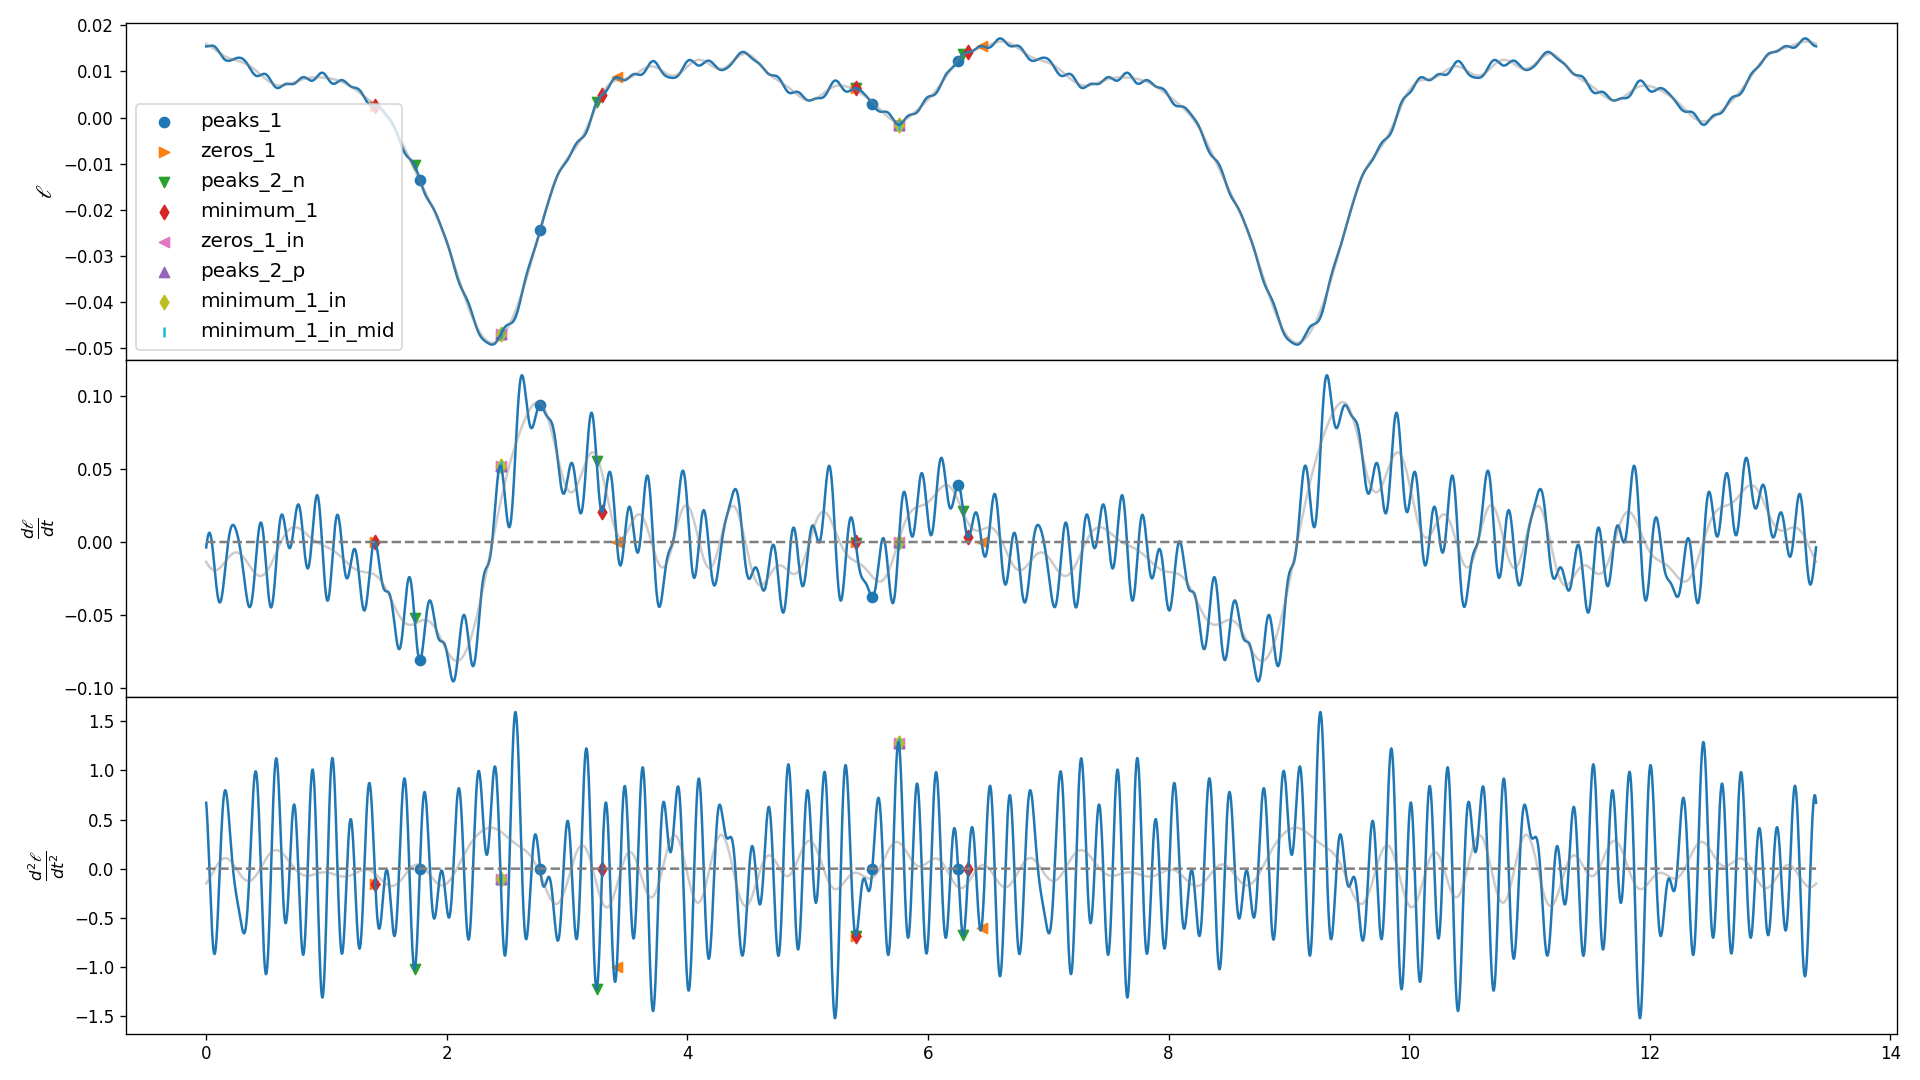 0.02
0.01
0.00
−0.01
−0.02
−0.03
−0.04
−0.05
ℓ
peaks_1
zeros_1
peaks_2_n
minimum_1
zeros_1_in
peaks_2_p
minimum_1_in
minimum_1_in_mid
0.10
0.05
0.00
−0.05
−0.10
dℓ
dt
1.5
1.0
0.5
0.0
−0.5
−1.0
−1.5
d²ℓ
dt²
0 2 4 6 8 10 12 14